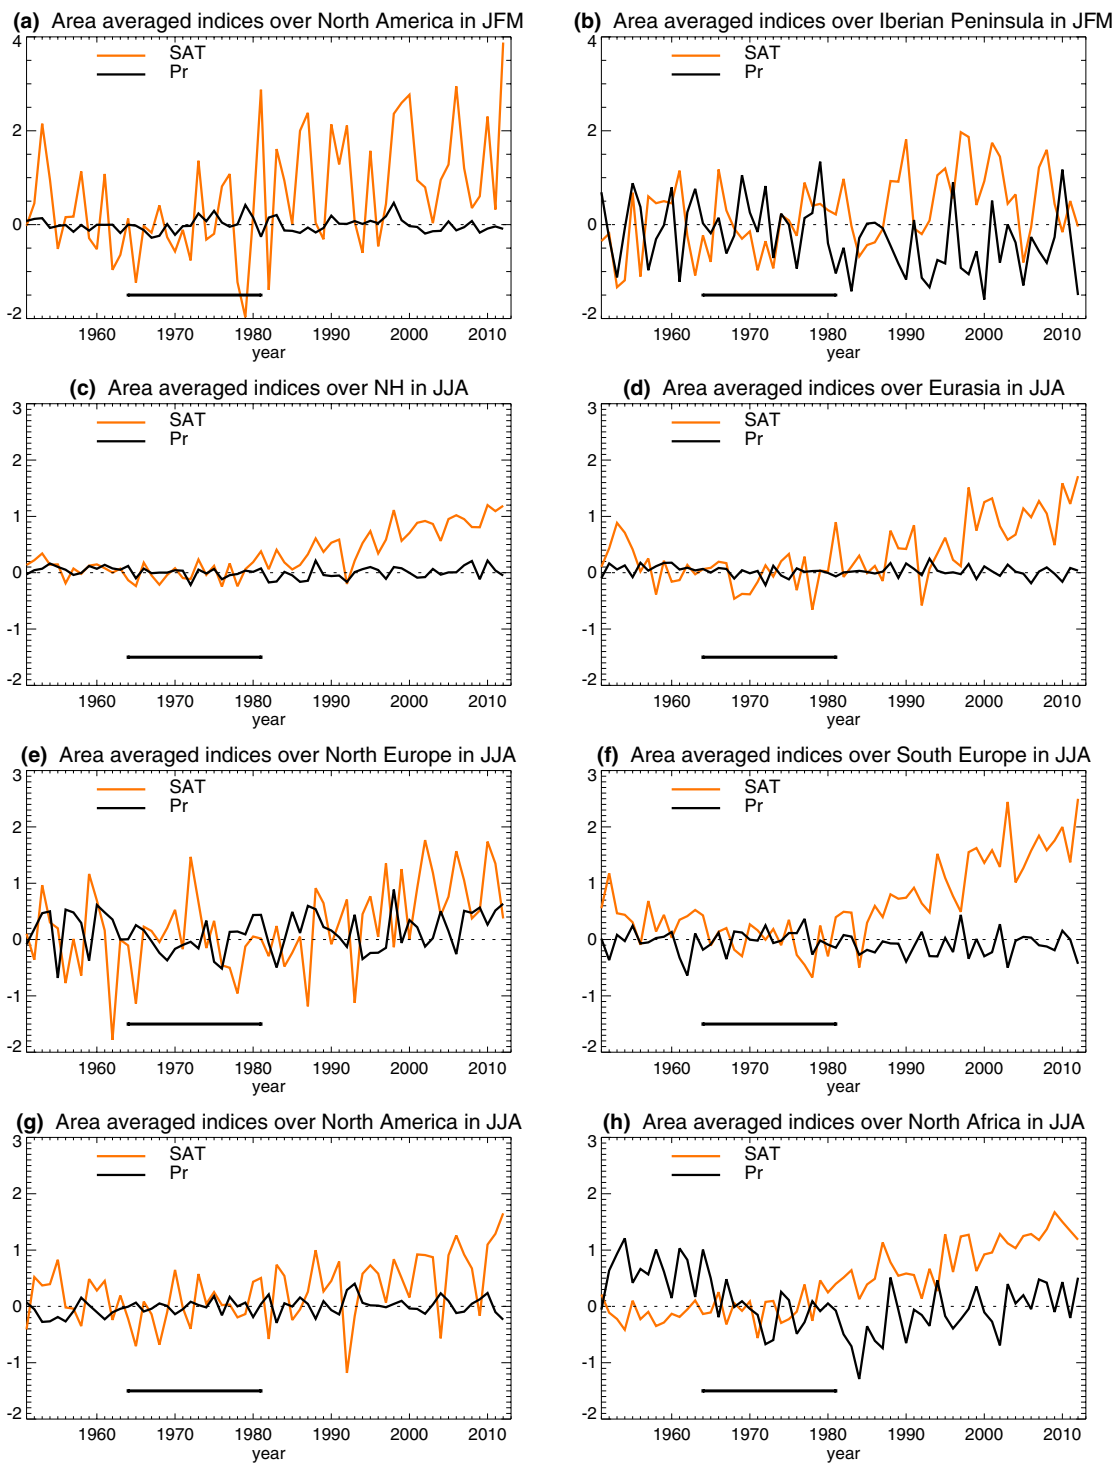 (a) Area averaged indices over North America in JFM
SAT
Pr
4
2
0
-2
1960 1970 1980 1990 2000 2010
year
(b) Area averaged indices over Iberian Peninsula in JFM
SAT
Pr
4
2
0
-2
1960 1970 1980 1990 2000 2010
year
(c) Area averaged indices over NH in JJA
SAT
Pr
3
2
1
0
-1
-2
1960 1970 1980 1990 2000 2010
year
(d) Area averaged indices over Eurasia in JJA
SAT
Pr
3
2
1
0
-1
-2
1960 1970 1980 1990 2000 2010
year
(e) Area averaged indices over North Europe in JJA
SAT
Pr
3
2
1
0
-1
-2
1960 1970 1980 1990 2000 2010
year
(f) Area averaged indices over South Europe in JJA
SAT
Pr
3
2
1
0
-1
-2
1960 1970 1980 1990 2000 2010
year
(g) Area averaged indices over North America in JJA
SAT
Pr
3
2
1
0
-1
-2
1960 1970 1980 1990 2000 2010
year
(h) Area averaged indices over North Africa in JJA
SAT
Pr
3
2
1
0
-1
-2
1960 1970 1980 1990 2000 2010
year